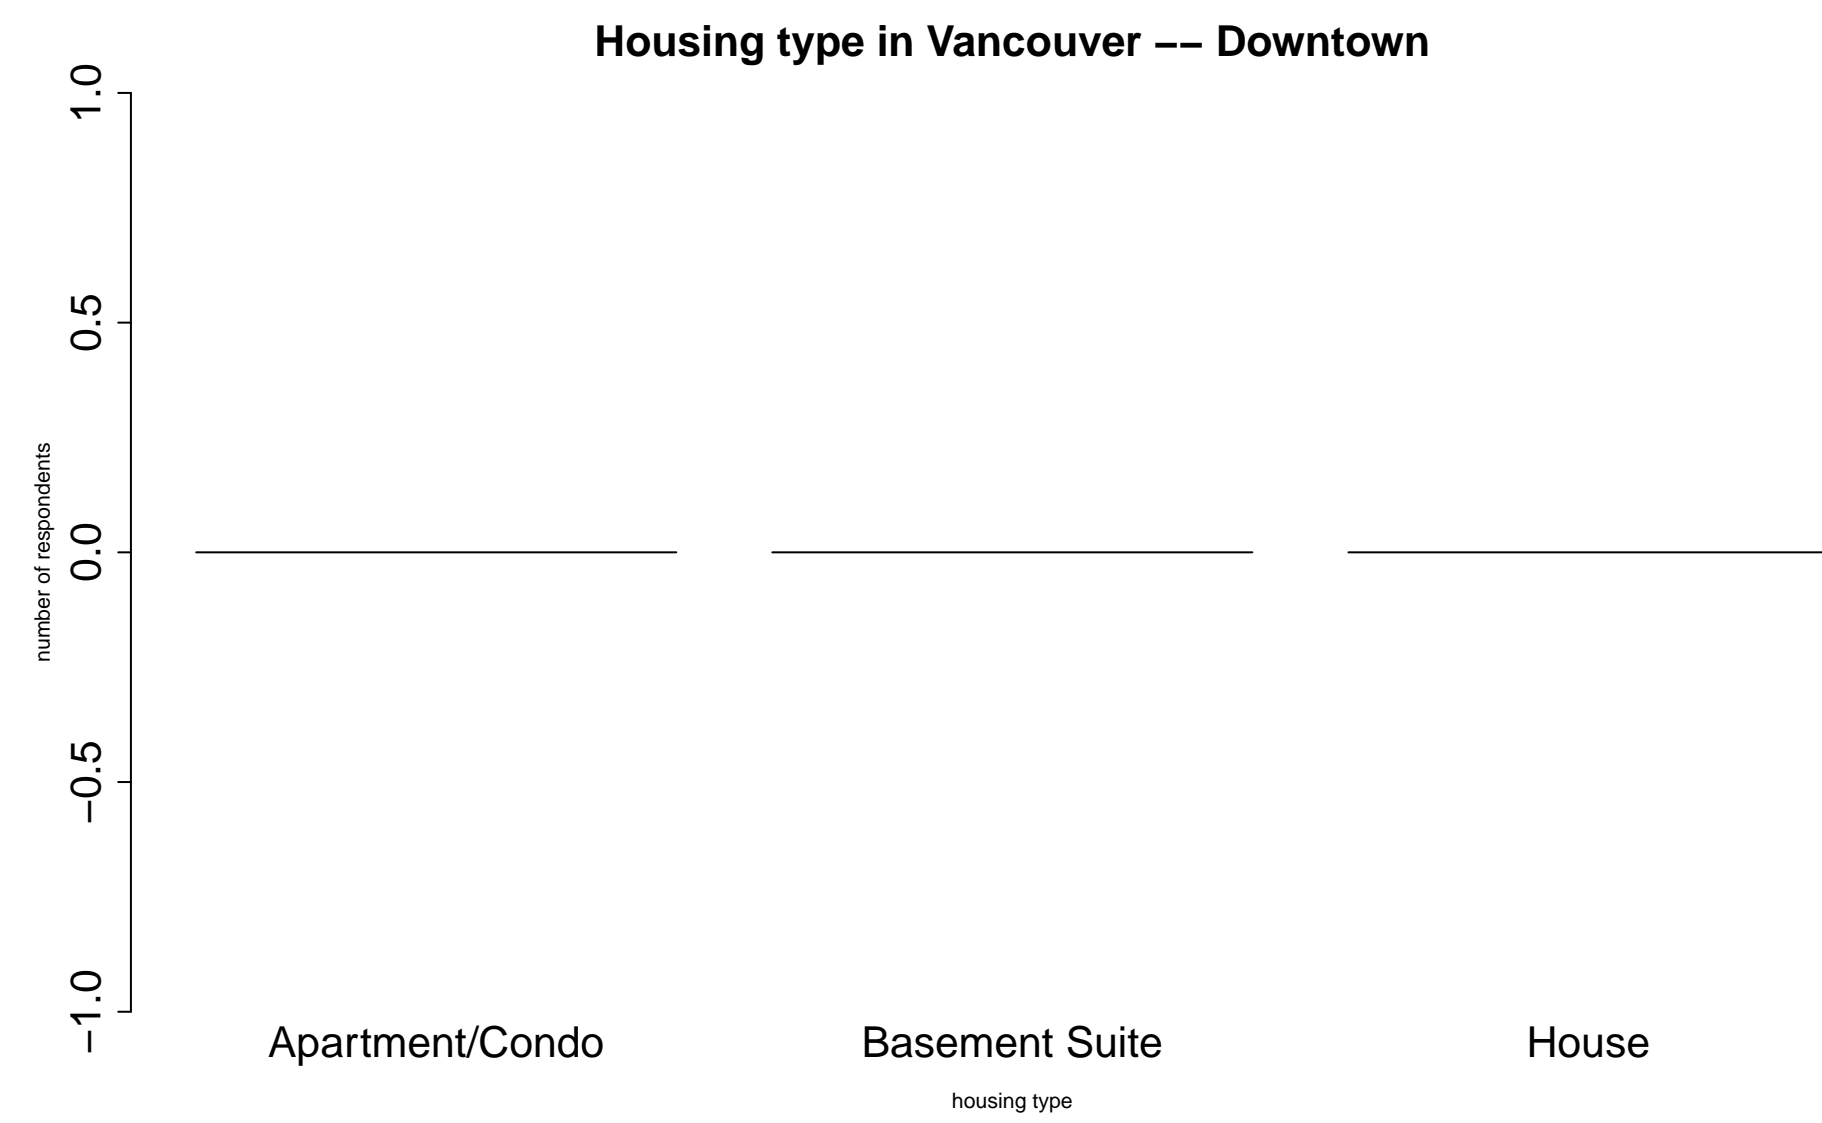 Housing type in Vancouver −− Downtown
1.0
0.5
0.0
−0.5
−1.0
number of respondents
Apartment/Condo
Basement Suite
House
housing type